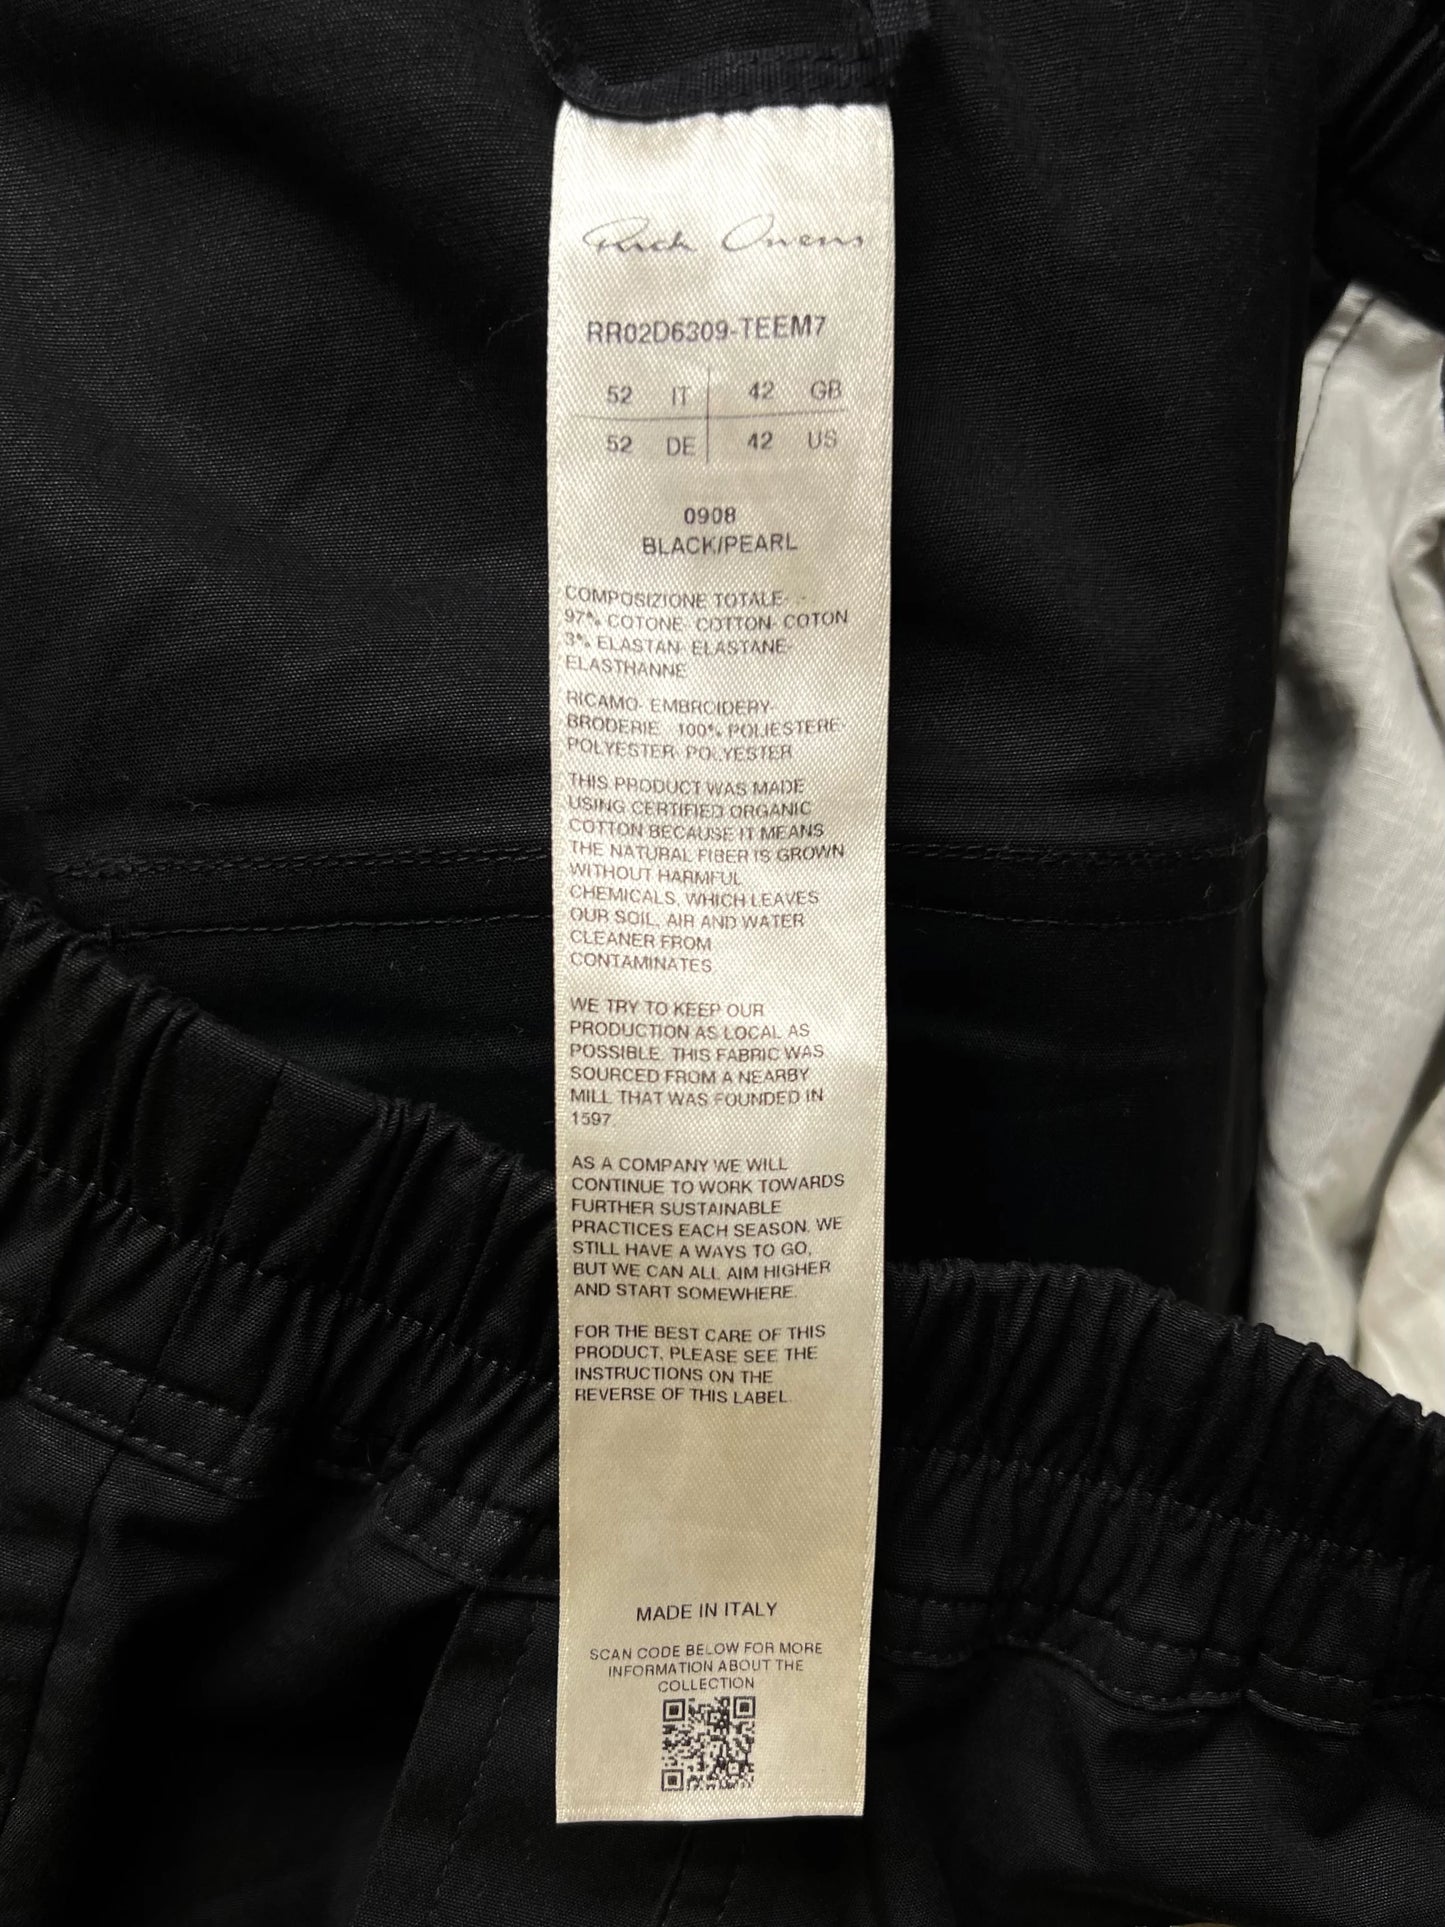 Rick Owens
RR02D6309-TEEM7
52 IT 42 GB
52 DE 42 US
0908
BLACK/PEARL
COMPOSIZIONE TOTALE-
97% COTONE- COTTON- COTON
3% ELASTAN- ELASTANE-
ELASTHANNE
RICAMO- EMBROIDERY-
BRODERIE 100% POLIESTERE-
POLYESTER- POLYESTER
THIS PRODUCT WAS MADE
USING CERTIFIED ORGANIC
COTTON BECAUSE IT MEANS
THE NATURAL FIBER IS GROWN
WITHOUT HARMFUL
CHEMICALS, WHICH LEAVES
OUR SOIL, AIR AND WATER
CLEANER FROM
CONTAMINATES.
WE TRY TO KEEP OUR
PRODUCTION AS LOCAL AS
POSSIBLE. THIS FABRIC WAS
SOURCED FROM A NEARBY
MILL THAT WAS FOUNDED IN
1597.
AS A COMPANY WE WILL
CONTINUE TO WORK TOWARDS
FURTHER SUSTAINABLE
PRACTICES EACH SEASON. WE
STILL HAVE A WAYS TO GO,
BUT WE CAN ALL AIM HIGHER
AND START SOMEWHERE.
FOR THE BEST CARE OF THIS
PRODUCT, PLEASE SEE THE
INSTRUCTIONS ON THE
REVERSE OF THIS LABEL.
MADE IN ITALY
SCAN CODE BELOW FOR MORE
INFORMATION ABOUT THE
COLLECTION